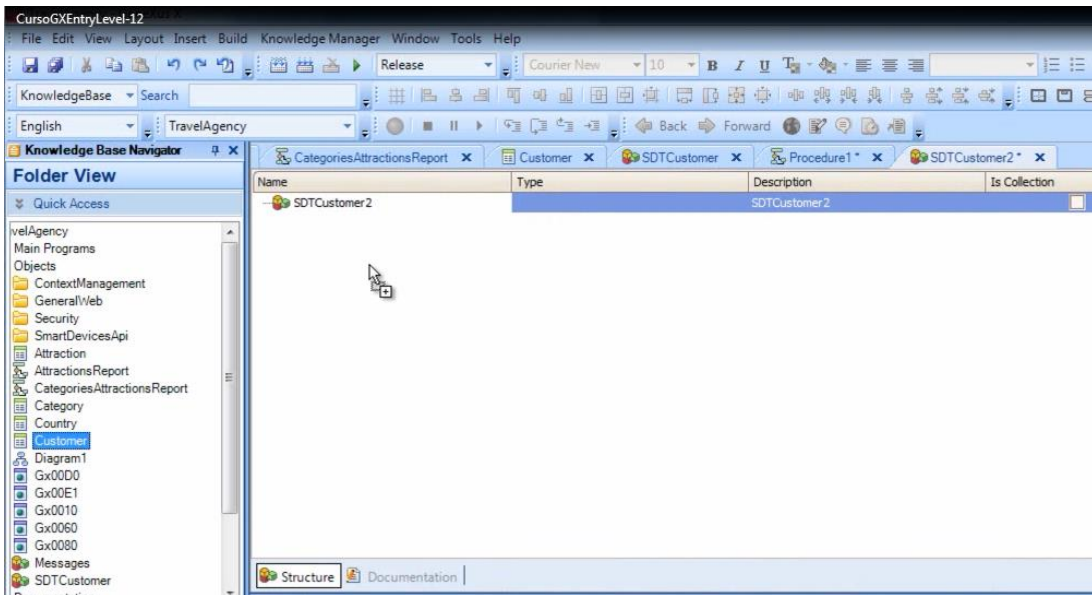 CursoGXEntryLevel-12
File Edit View Layout Insert Build Knowledge Manager Window Tools Help
Release Courier New 10 B I U
KnowledgeBase Search
English TravelAgency Back Forward
Knowledge Base Navigator
CategoriesAttractionsReport Customer SDTCustomer Procedure1 * SDTCustomer2 *
Folder View
Name Type Description Is Collection
Quick Access
SDTCustomer2 SDTCustomer2
velAgency
Main Programs
Objects
ContextManagement
GeneralWeb
Security
SmartDevicesApi
Attraction
AttractionsReport
CategoriesAttractionsReport
Category
Country
Customer
Diagram1
Gx00D0
Gx00E1
Gx0010
Gx0060
Gx0080
Messages
SDTCustomer
Structure Documentation